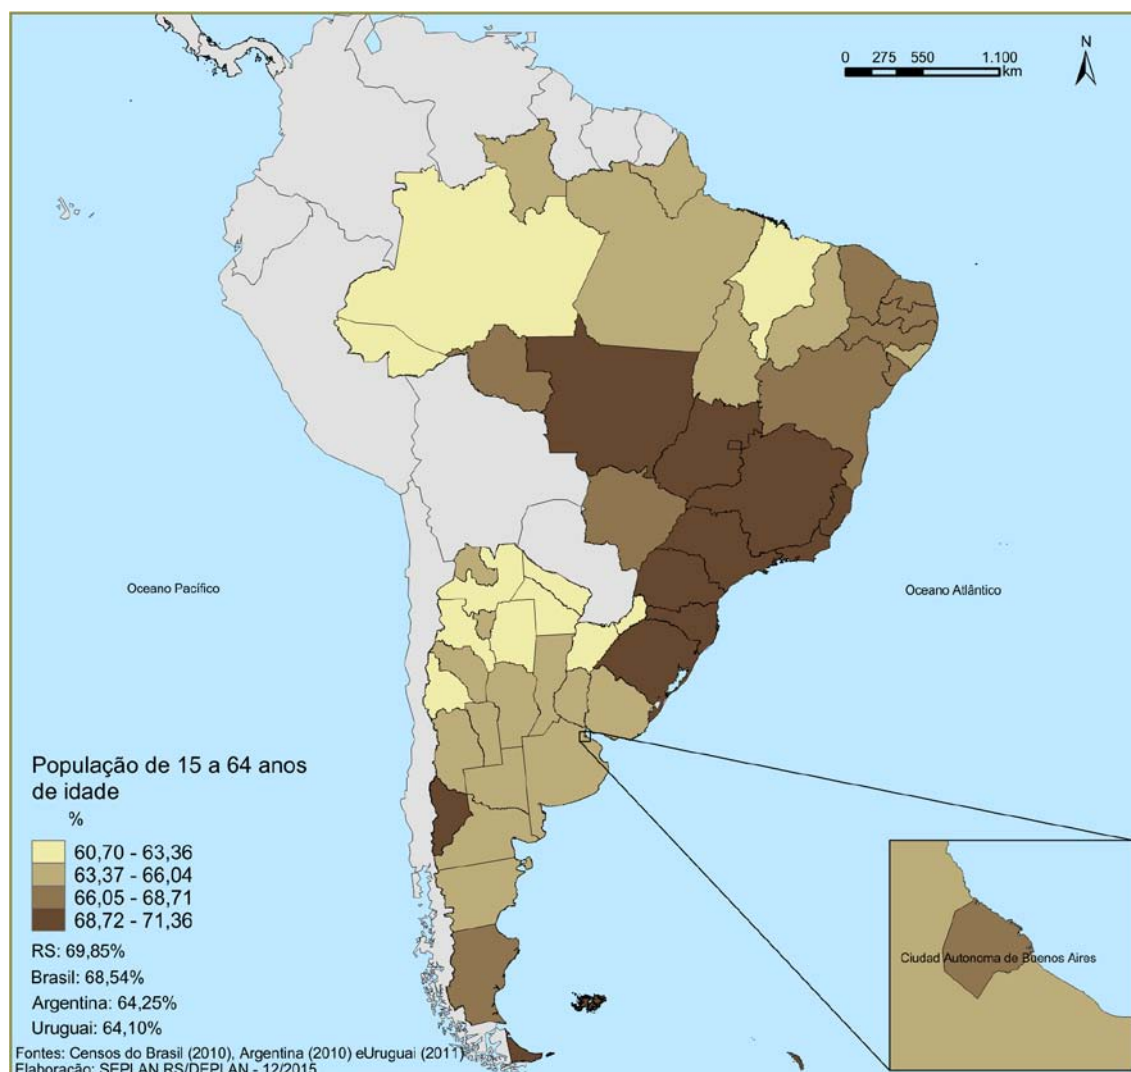 0 275 550 1.100
km
N
Oceano Pacífico
Oceano Atlântico
População de 15 a 64 anos
de idade
%
60,70 - 63,36
63,37 - 66,04
66,05 - 68,71
68,72 - 71,36
RS: 69,85%
Brasil: 68,54%
Argentina: 64,25%
Uruguai: 64,10%
Fontes: Censos do Brasil (2010), Argentina (2010) eUruguai (2011)
Elaboração: SEPLAN RS/DEPLAN - 12/2015
Ciudad Autonoma de Buenos Aires